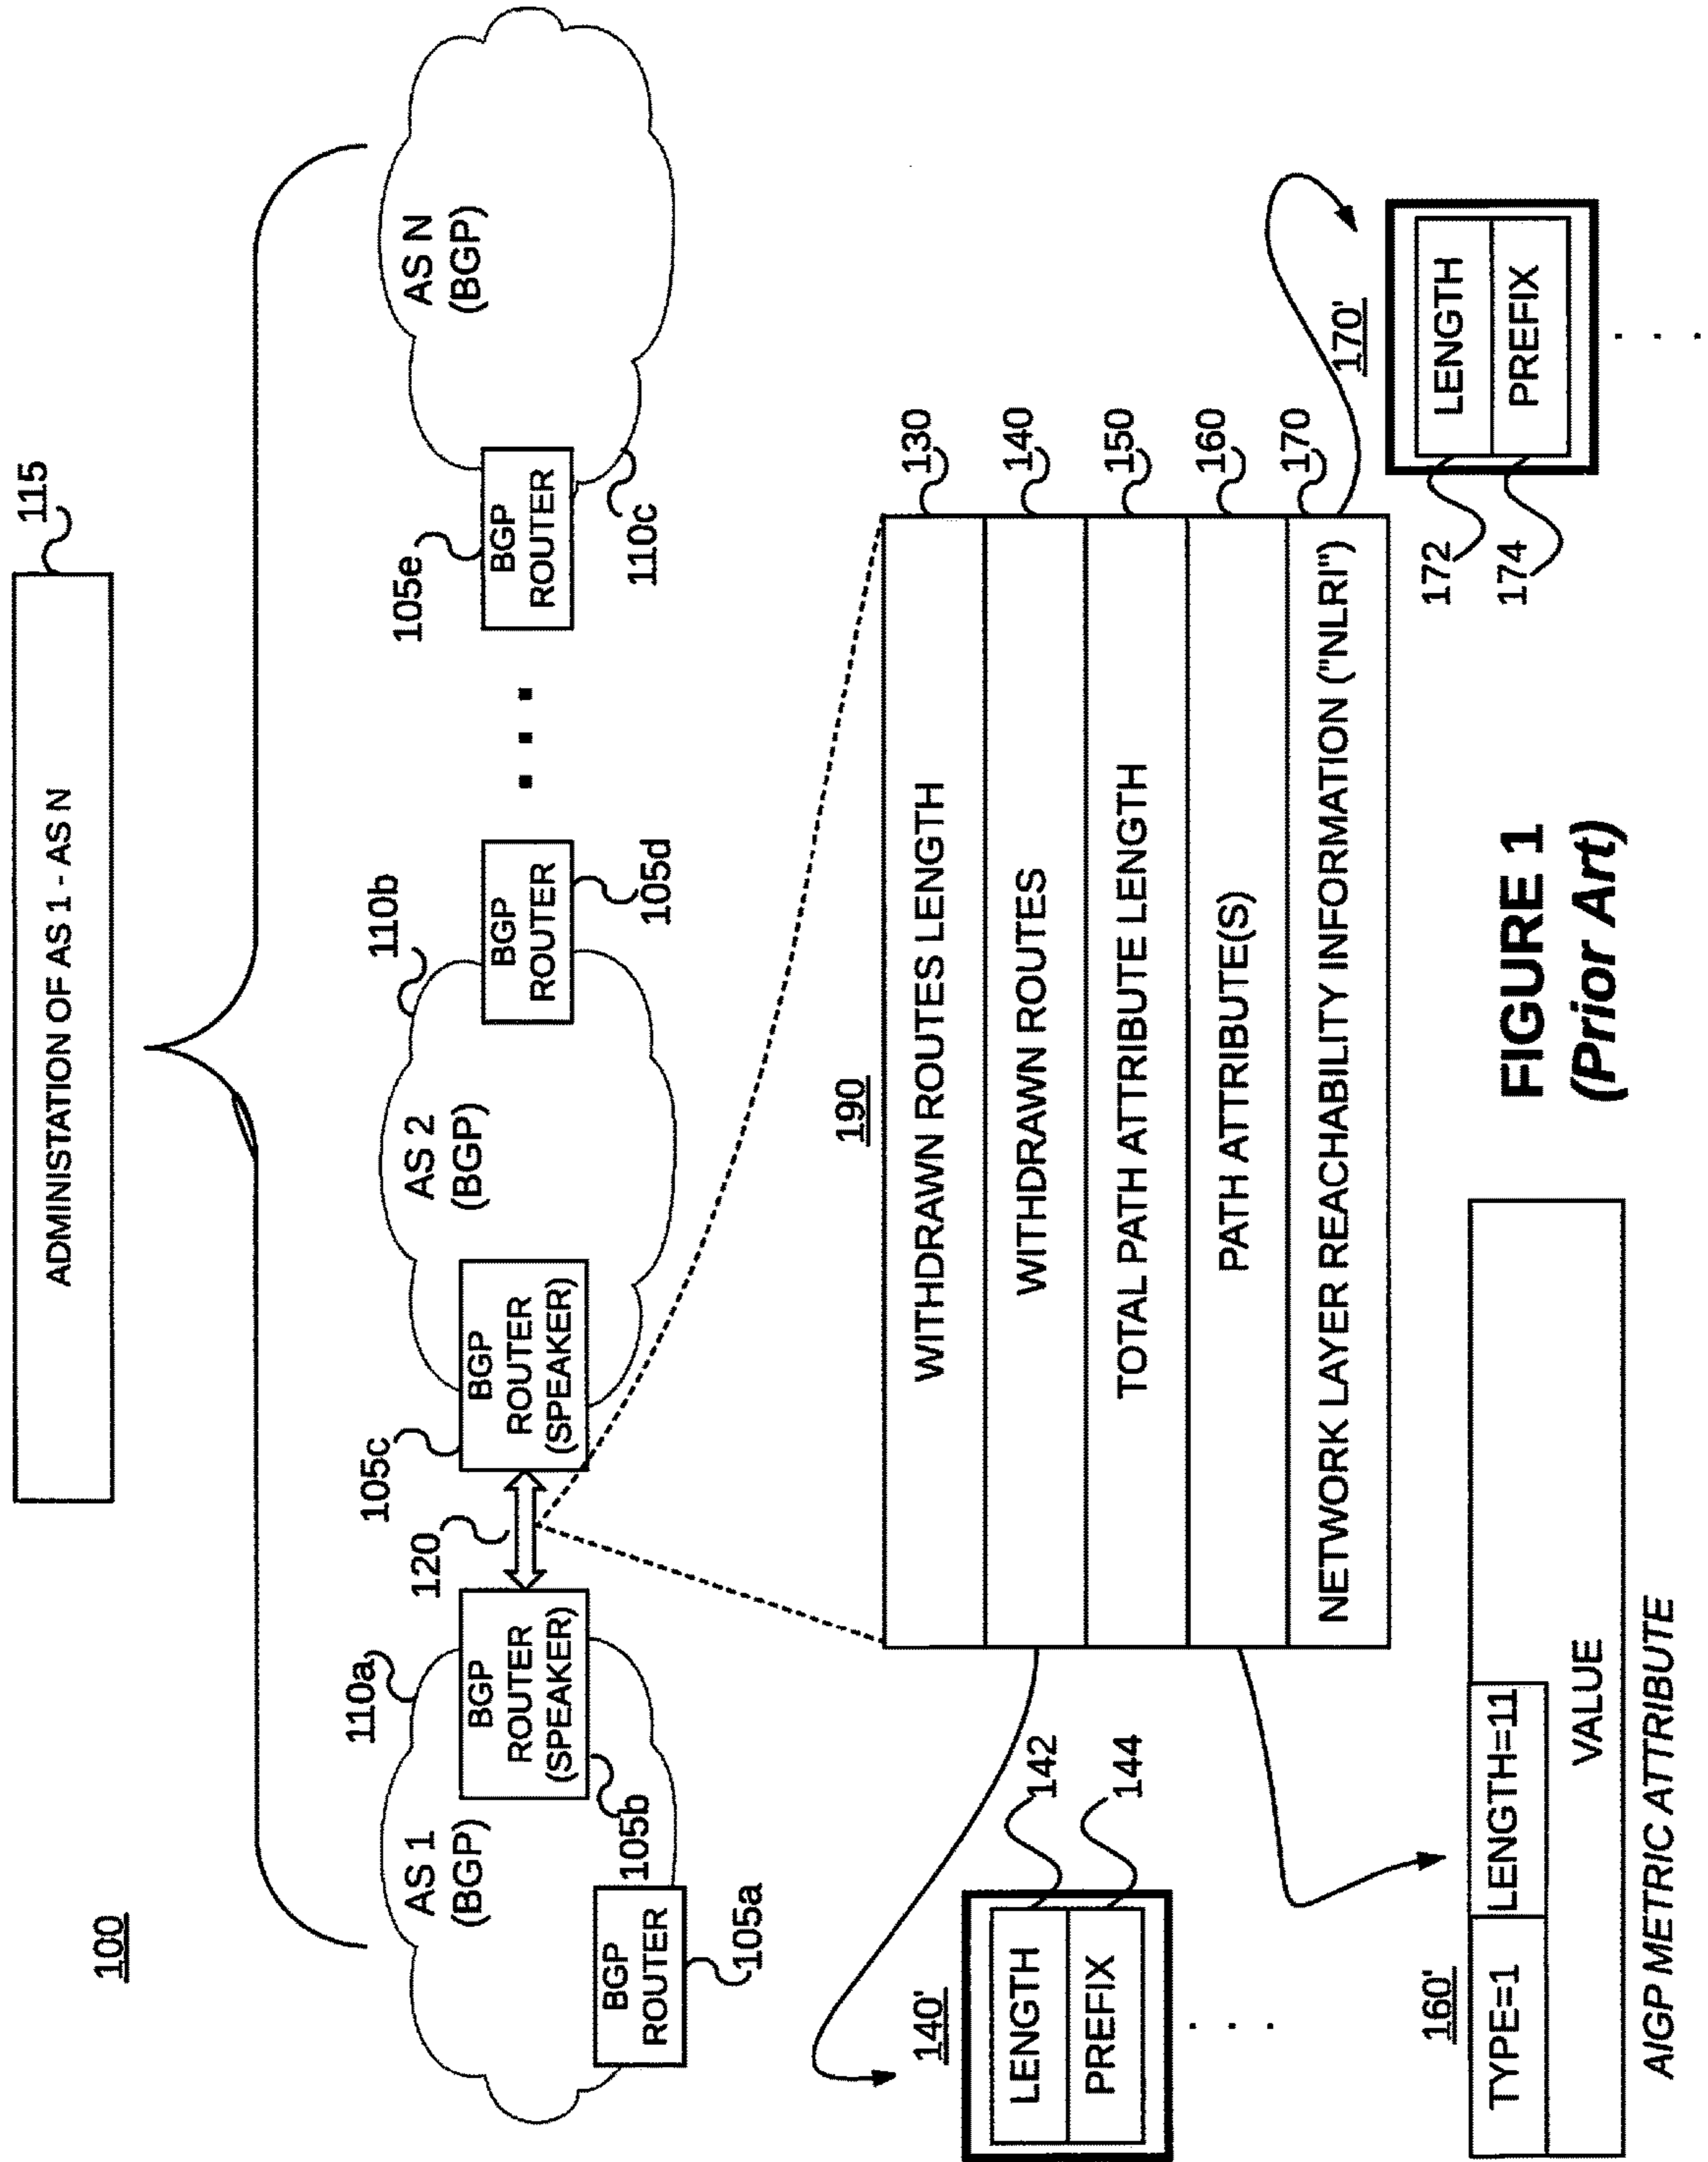 100
ADMINISTATION OF AS 1 - AS N
115
AS 1
(BGP)
110a
BGP
ROUTER
(SPEAKER)
105b
BGP
ROUTER
105a
120
105c
BGP
ROUTER
(SPEAKER)
AS 2
(BGP)
110b
BGP
ROUTER
105d
105e
BGP
ROUTER
110c
AS N
(BGP)
190
WITHDRAWN ROUTES LENGTH
130
WITHDRAWN ROUTES
140
TOTAL PATH ATTRIBUTE LENGTH
150
PATH ATTRIBUTE(S)
160
NETWORK LAYER REACHABILITY INFORMATION ("NLRI")
170
140'
LENGTH
142
PREFIX
144
170'
LENGTH
172
PREFIX
174
160'
TYPE=1
LENGTH=11
VALUE
AIGP METRIC ATTRIBUTE
FIGURE 1
(Prior Art)